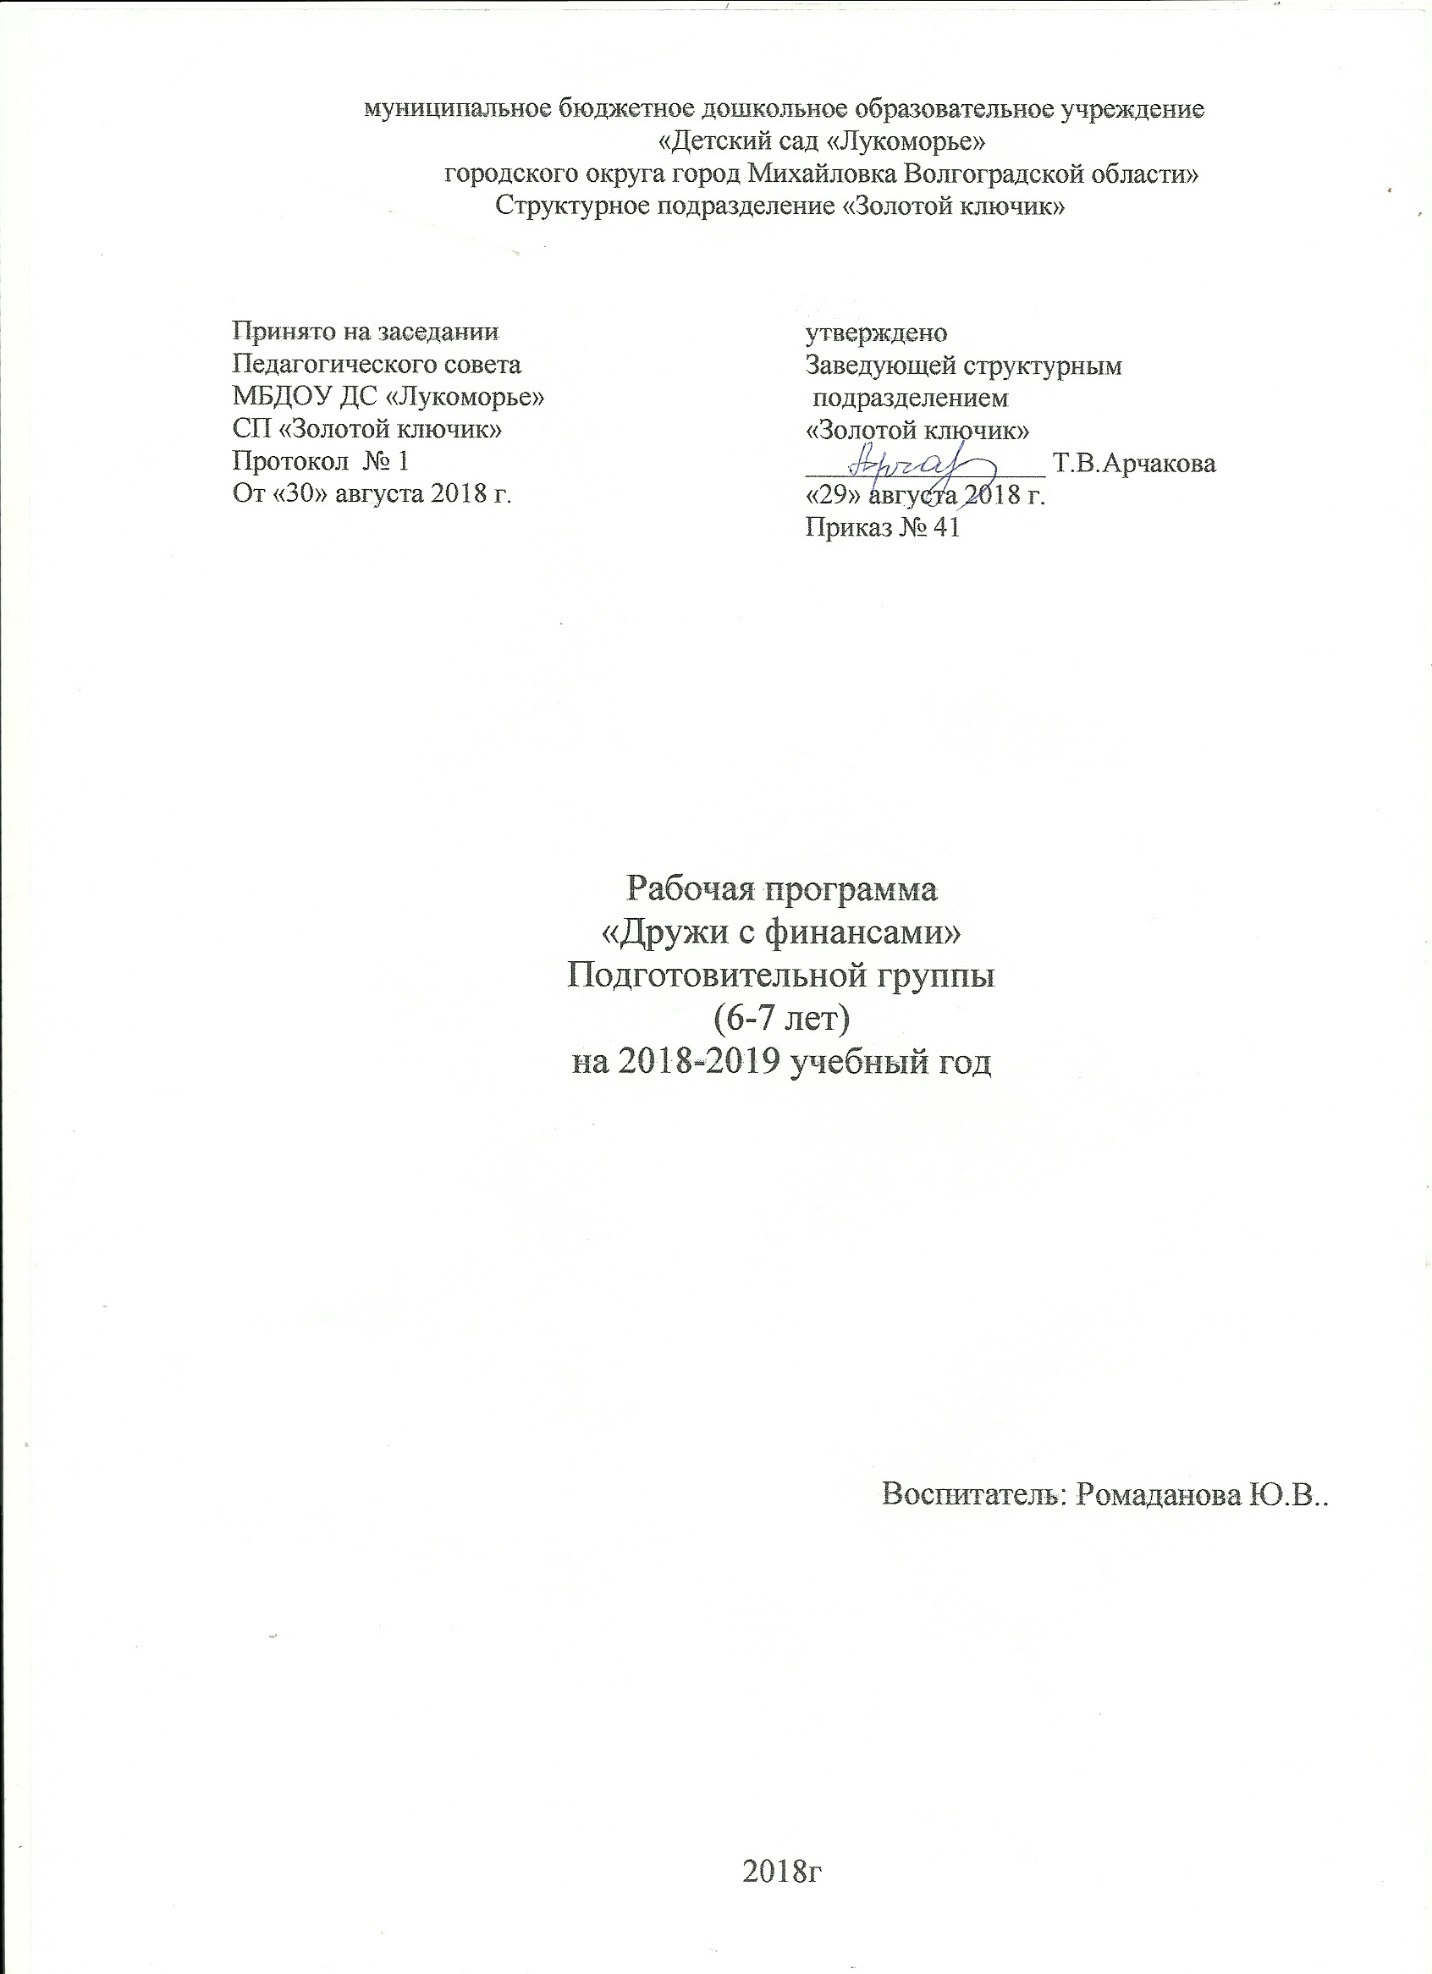 муниципальное бюджетное дошкольное образовательное учреждение
«Детский сад «Лукоморье»
городского округа город Михайловка Волгоградской области»
Структурное подразделение «Золотой ключик»
Принято на заседании
Педагогического совета
МБДОУ ДС «Лукоморье»
СП «Золотой ключик»
Протокол № 1
От «30» августа 2018 г.
утверждено
Заведующей структурным
подразделением
«Золотой ключик»
Т.В.Арчакова
«29» августа 2018 г.
Приказ № 41
Рабочая программа
«Дружи с финансами»
Подготовительной группы
(6-7 лет)
на 2018-2019 учебный год
Воспитатель: Ромаданова Ю.В..
2018г